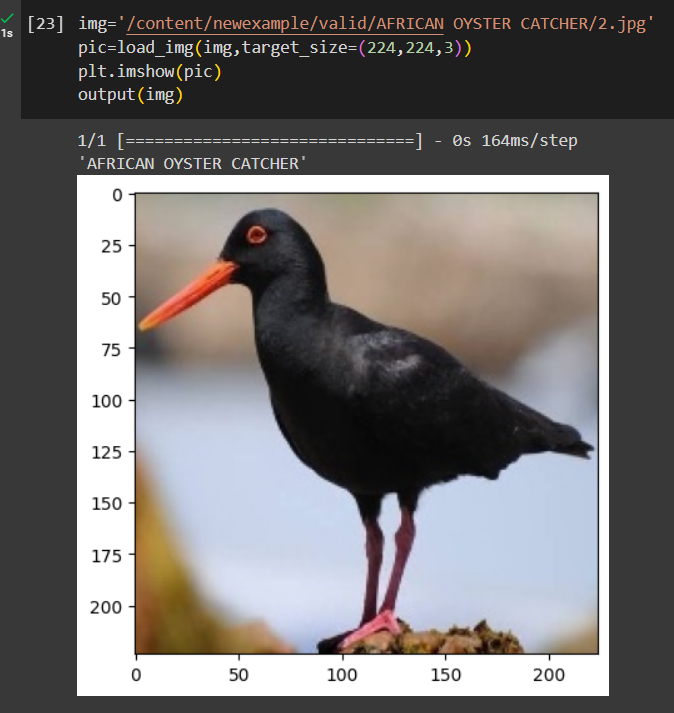 [23] img='/content/newexample/valid/AFRICAN OYSTER CATCHER/2.jpg'
1s
pic=load_img(img,target_size=(224,224,3))
plt.imshow(pic)
output(img)
1/1 [==============================] - 0s 164ms/step
'AFRICAN OYSTER CATCHER'
0
25
50
75
100
125
150
175
200
0 50 100 150 200